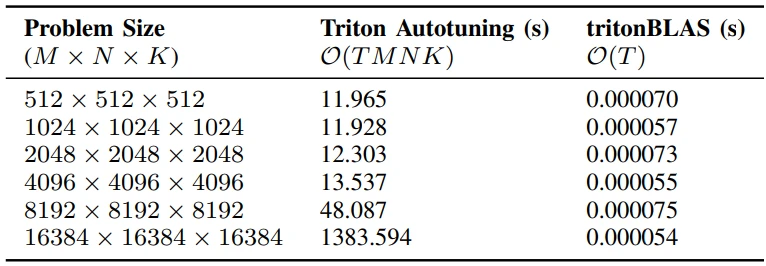 Problem Size Triton Autotuning (s) tritonBLAS (s)
(M × N × K) O(TMNK) O(T)
512 × 512 × 512 11.965 0.000070
1024 × 1024 × 1024 11.928 0.000057
2048 × 2048 × 2048 12.303 0.000073
4096 × 4096 × 4096 13.537 0.000055
8192 × 8192 × 8192 48.087 0.000075
16384 × 16384 × 16384 1383.594 0.000054